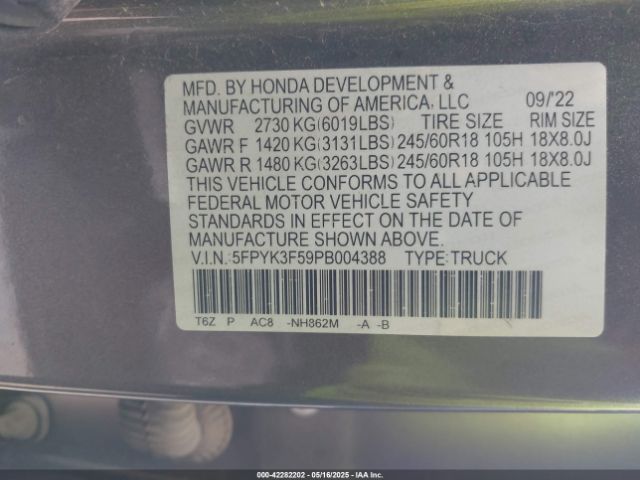 MFD. BY HONDA DEVELOPMENT &
MANUFACTURING OF AMERICA, LLC 09/'22
GVWR 2730 KG(6019LBS) TIRE SIZE RIM SIZE
GAWR F 1420 KG(3131LBS) 245/60R18 105H 18X8.0J
GAWR R 1480 KG(3263LBS) 245/60R18 105H 18X8.0J
THIS VEHICLE CONFORMS TO ALL APPLICABLE
FEDERAL MOTOR VEHICLE SAFETY
STANDARDS IN EFFECT ON THE DATE OF
MANUFACTURE SHOWN ABOVE.
V.I.N.:5FPYK3F59PB004388 TYPE:TRUCK
T6Z P AC8 -NH862M -A -B
000-42282202 - 05/16/2025 - IAA Inc.